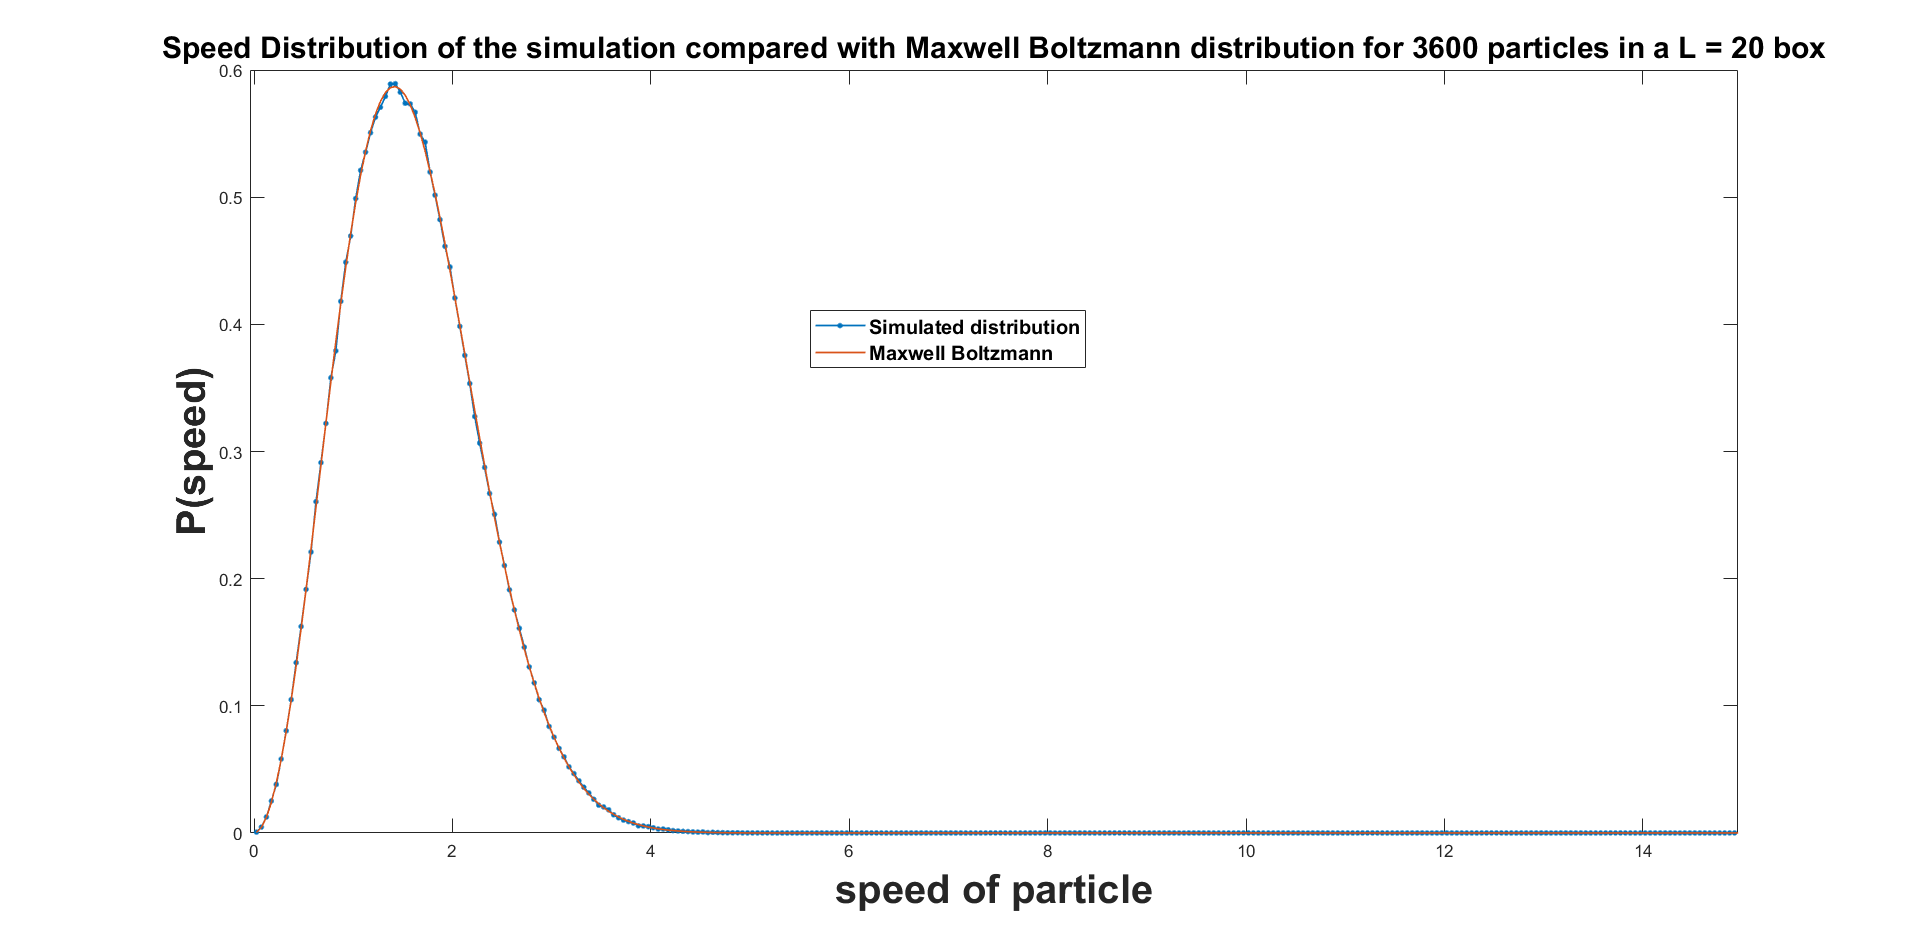 Speed Distribution of the simulation compared with Maxwell Boltzmann distribution for 3600 particles in a L = 20 box
0.6
0.5
0.4
0.3
0.2
0.1
0
P(speed)
Simulated distribution
Maxwell Boltzmann
0 2 4 6 8 10 12 14
speed of particle